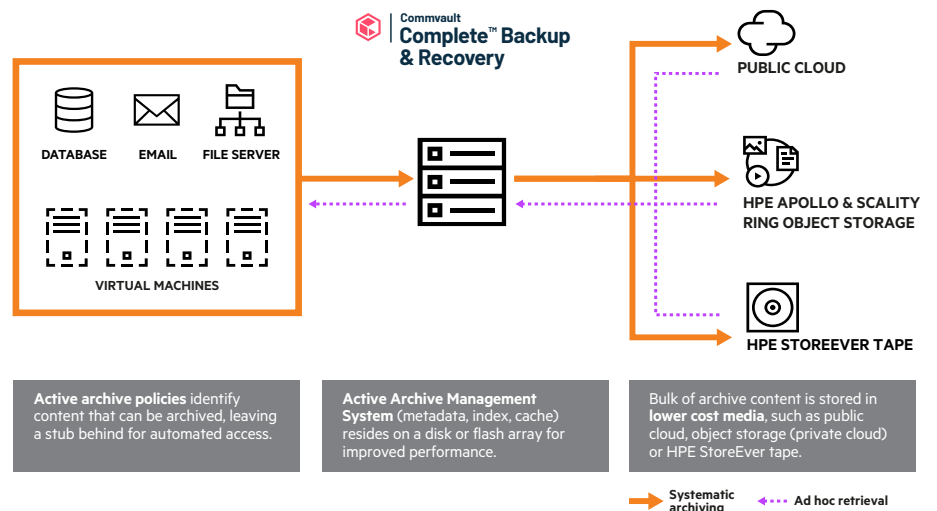 Commvault
Complete™ Backup
& Recovery
PUBLIC CLOUD
DATABASE
EMAIL
FILE SERVER
HPE APOLLO & SCALITY
RING OBJECT STORAGE
VIRTUAL MACHINES
HPE STOREEVER TAPE
Active archive policies identify
content that can be archived, leaving
a stub behind for automated access.
Active Archive Management
System (metadata, index, cache)
resides on a disk or flash array for
improved performance.
Bulk of archive content is stored in
lower cost media, such as public
cloud, object storage (private cloud)
or HPE StoreEver tape.
Systematic
archiving
Ad hoc retrieval